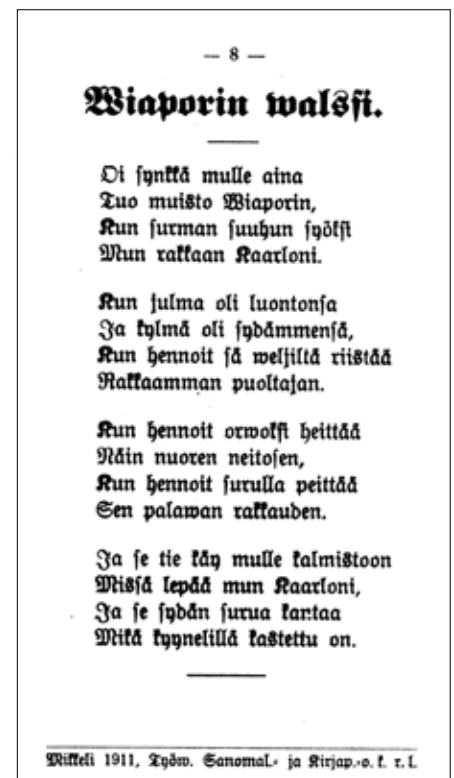 — 8 —
Wiaporin walssi.
Oi synkkä mulle aina
Tuo muisto Wiaporin,
Kun surman suuhun syöksi
Mun rakkaan Kaarloni.
Kun julma oli luontonsa
Ja kylmä oli sydämmensä,
Kun hennoit sä weljiltä riistää
Rakkaamman puoltajan.
Kun hennoit orwoksi heittää
Näin nuoren neitosen,
Kun hennoit surulla peittää
Sen palawan rakkauden.
Ja se tie käy mulle kalmistoon
Missä lepää mun Kaarloni,
Ja se sydän surua kantaa
Mikä kyynelillä kastettu on.
Mikkeli 1911, Työw. Sanomal.- ja Kirjap.-o. k. r. l.